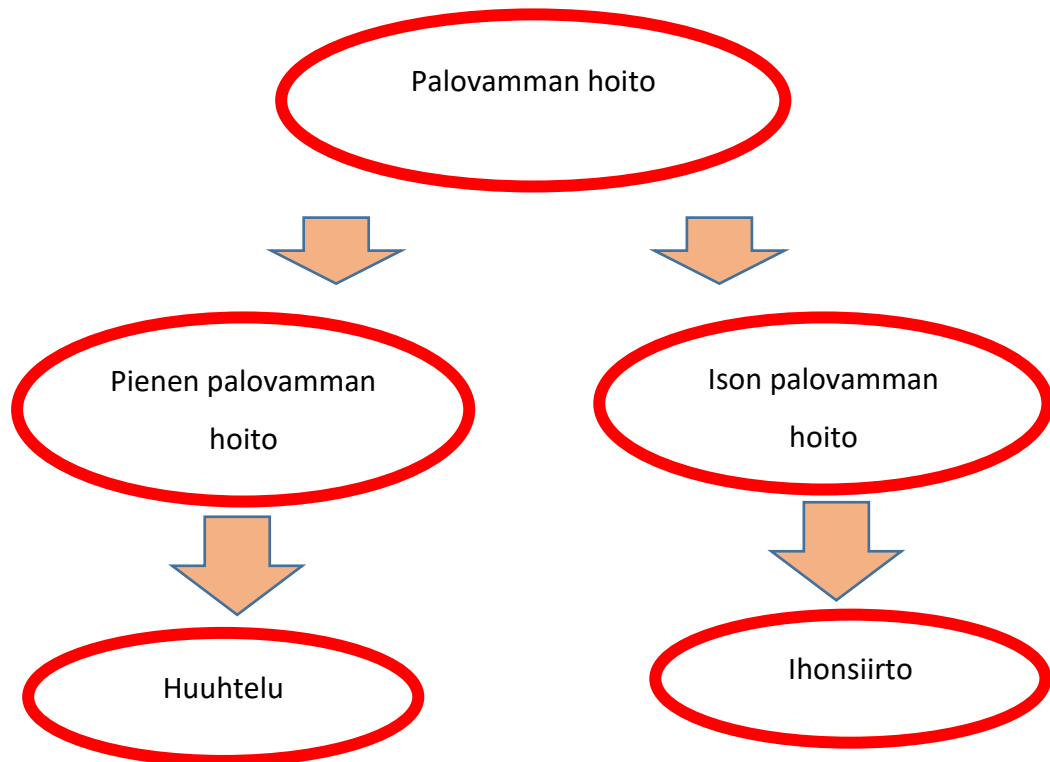 Palovamman hoito
Pienen palovamman
hoito
Ison palovamman
hoito
Huuhtelu
Ihonsiirto